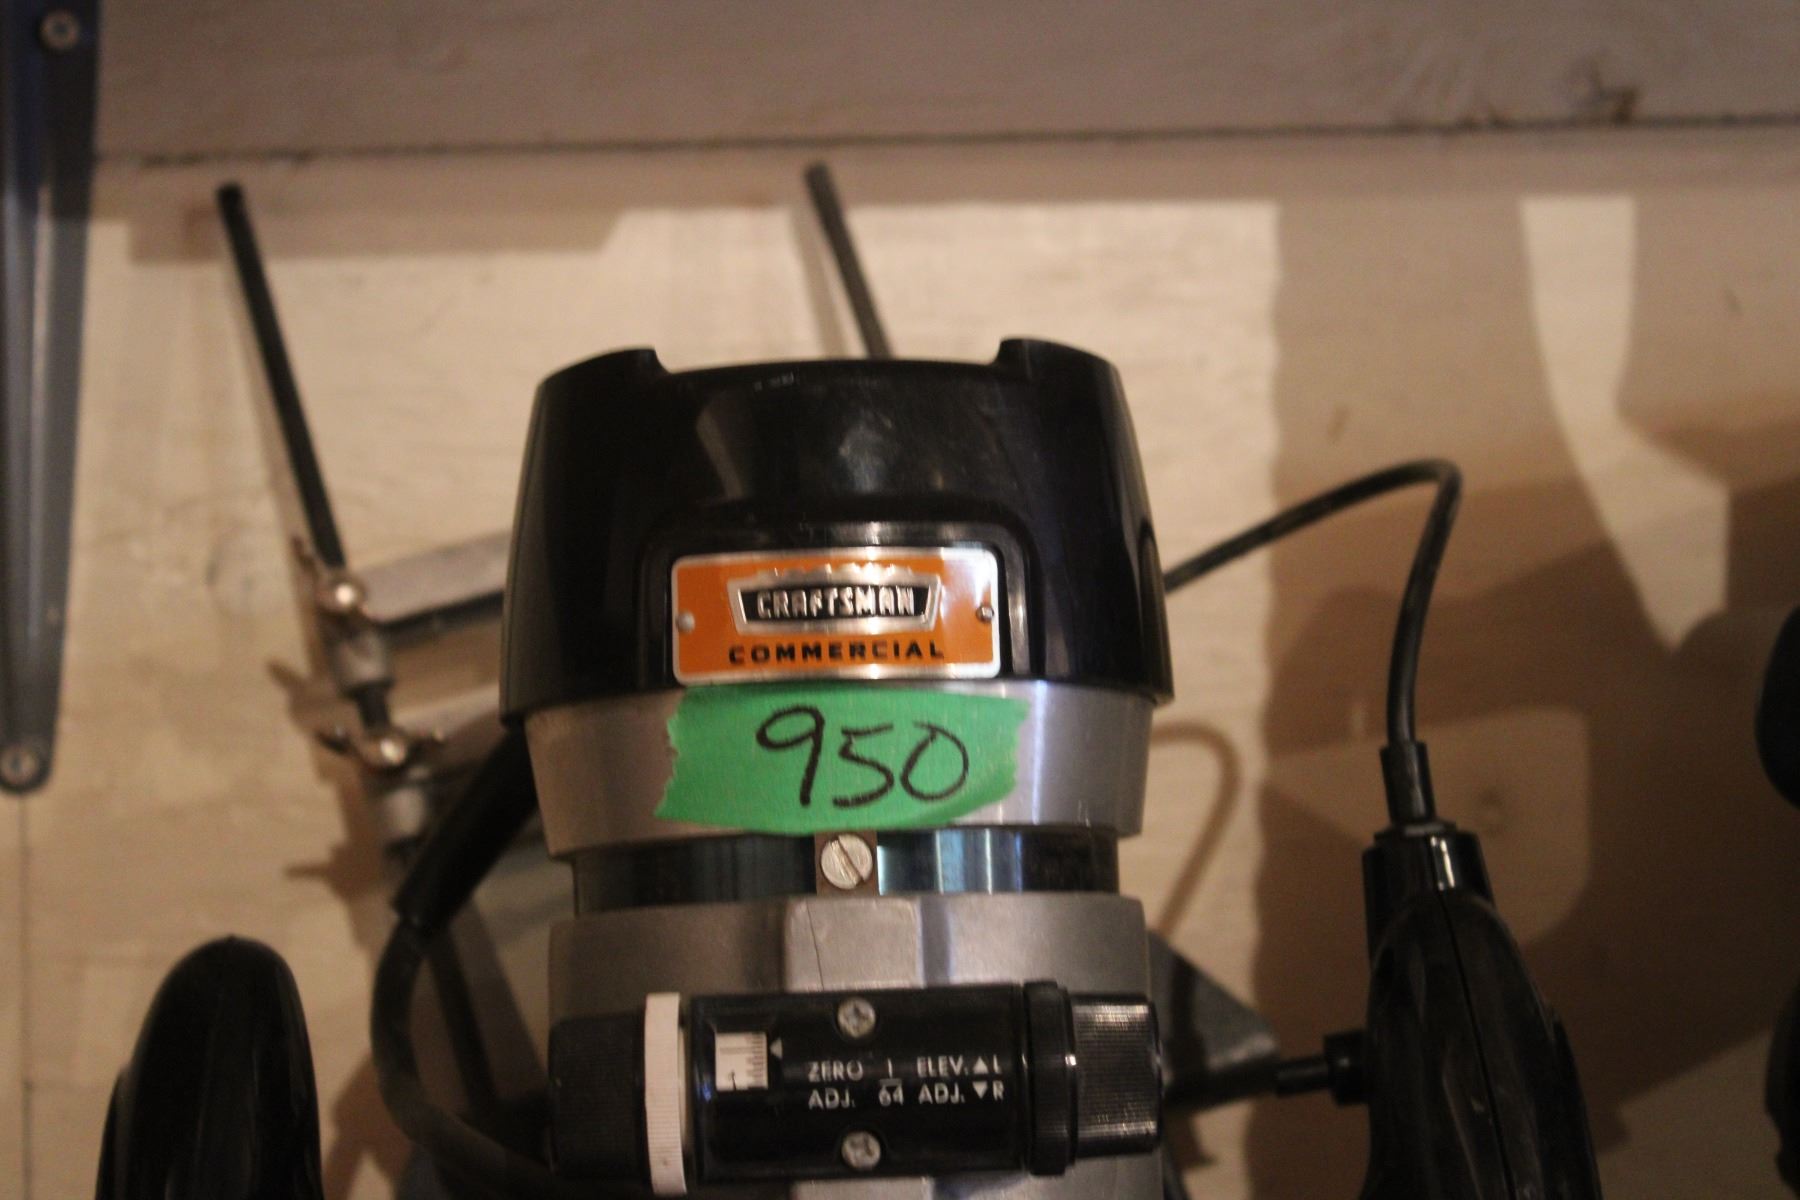 CRAFTSMAN
COMMERCIAL
950
ZERO 1 ELEV. ▲ L
ADJ. 64 ADJ. ▼ R